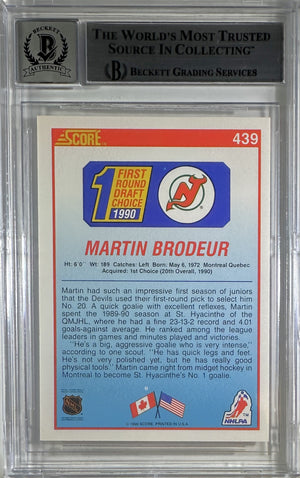 BECKETT
AUTHENTICATION
THE WORLD'S MOST TRUSTED
SOURCE IN COLLECTING™
B BECKETT GRADING SERVICES
SCORE
439
1 FIRST
ROUND
DRAFT
CHOICE
1990
NJ
MARTIN BRODEUR
Ht: 6'0" Wt: 189 Catches: Left Born: May 6, 1972 Montreal Quebec
Acquired: 1st Choice (20th Overall, 1990)
Martin had such an impressive first season of juniors
that the Devils used their first-round pick to select him
No. 20. A quick goalie with excellent reflexes, Martin
spent the 1989-90 season at St. Hyacinthe of the
QMJHL, where he had a fine 23-13-2 record and 4.01
goals-against average. He ranked among the league
leaders in games and minutes played and victories.
"He's a big, aggressive goalie who is very intense,"
according to one scout. "He has quick legs and feet.
He's not very polished yet, but he has really good
physical tools." Martin came right from midget hockey in
Montreal to become St. Hyacinthe's No. 1 goalie.
NHL
NHLPA
TM
© 1990 SCORE, PRINTED IN U.S.A.